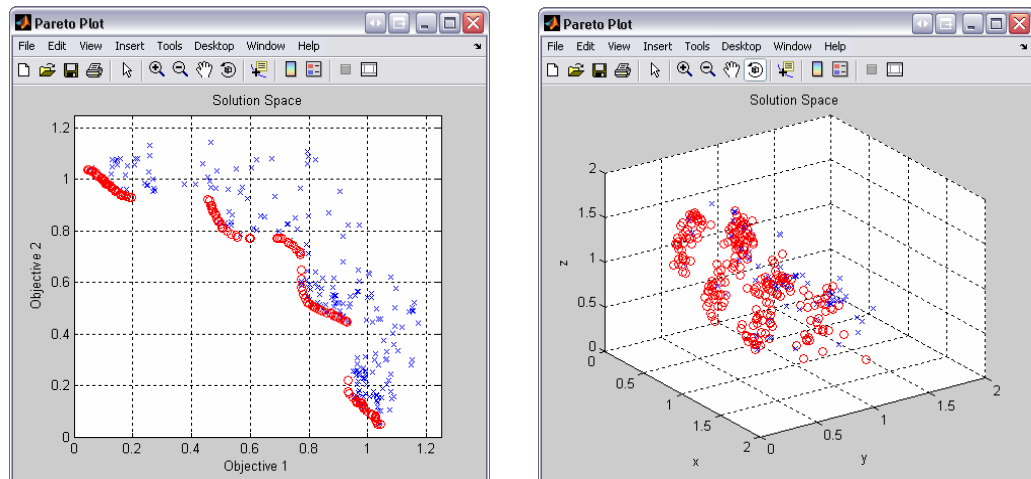 Pareto Plot
File Edit View Insert Tools Desktop Window Help
Solution Space
1.2
1
0.8
0.6
0.4
0.2
0
0 0.2 0.4 0.6 0.8 1 1.2
Objective 2
Objective 1
Pareto Plot
File Edit View Insert Tools Desktop Window Help
Solution Space
2
1.5
1
0.5
0
z
0
0.5
1
1.5
2
x
0
0.5
1
1.5
2
y